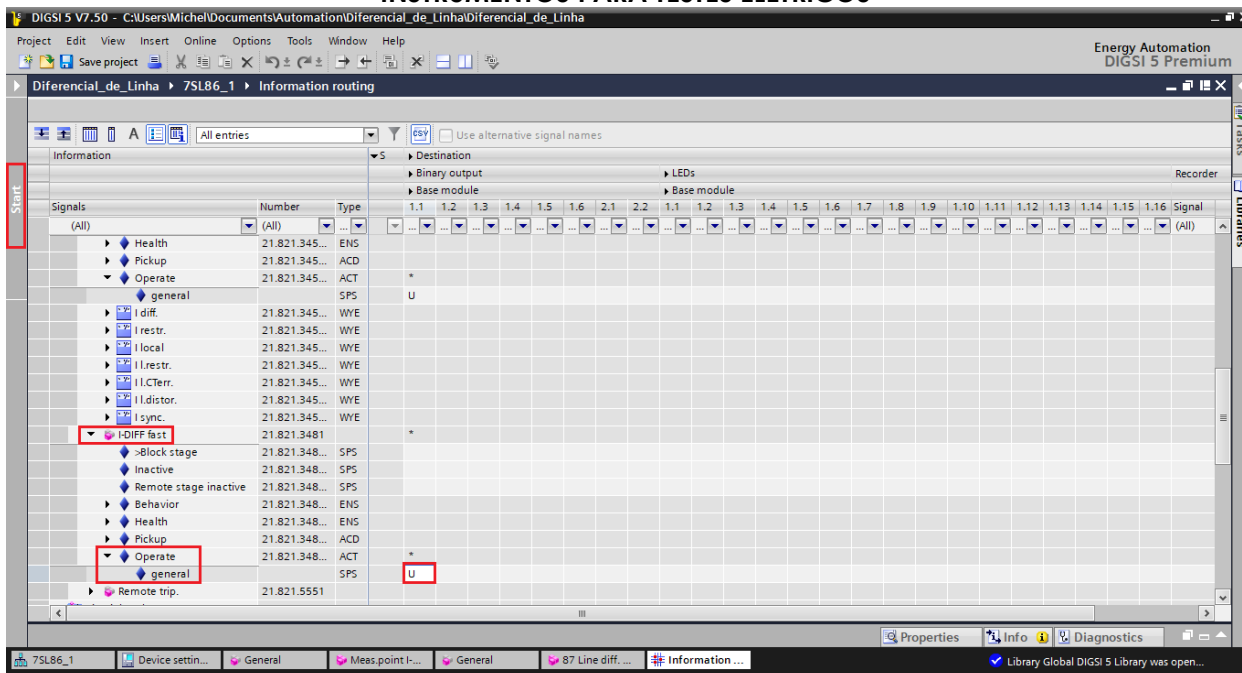 INSTRUMENTOS PARA TESTES ELÉTRICOS
DIGSI 5 V7.50 - C:\Users\Michel\Documents\Automation\Diferencial_de_Linha\Diferencial_de_Linha
Project Edit View Insert Online Options Tools Window Help
Save project
Energy Automation
DIGSI 5 Premium
Diferencial_de_Linha 7SL86_1 Information routing
All entries Use alternative signal names
Information S Destination
Binary output LEDs Recorder
Base module Base module
Signals Number Type 1.1 1.2 1.3 1.4 1.5 1.6 2.1 2.2 1.1 1.2 1.3 1.4 1.5 1.6 1.7 1.8 1.9 1.10 1.11 1.12 1.13 1.14 1.15 1.16 Signal
(All) (All) ... ... ... ... ... ... ... ... ... ... ... ... ... ... ... ... ... ... ... ... ... ... ... ... ... (All)
Health 21.821.345... ENS
Pickup 21.821.345... ACD
Operate 21.821.345... ACT *
general SPS U
I diff. 21.821.345... WYE
I restr. 21.821.345... WYE
I local 21.821.345... WYE
I l.restr. 21.821.345... WYE
I l.CTerr. 21.821.345... WYE
I l.distor. 21.821.345... WYE
I sync. 21.821.345... WYE
I-DIFF fast 21.821.3481 *
>Block stage 21.821.348... SPS
Inactive 21.821.348... SPS
Remote stage inactive 21.821.348... SPS
Behavior 21.821.348... ENS
Health 21.821.348... ENS
Pickup 21.821.348... ACD
Operate 21.821.348... ACT *
general SPS U
Remote trip. 21.821.5551
Start
Tasks
Libraries
Properties Info Diagnostics
7SL86_1 Device settin... General Meas.point I-... General 87 Line diff. ... Information ... Library Global DIGSI 5 Library was open...